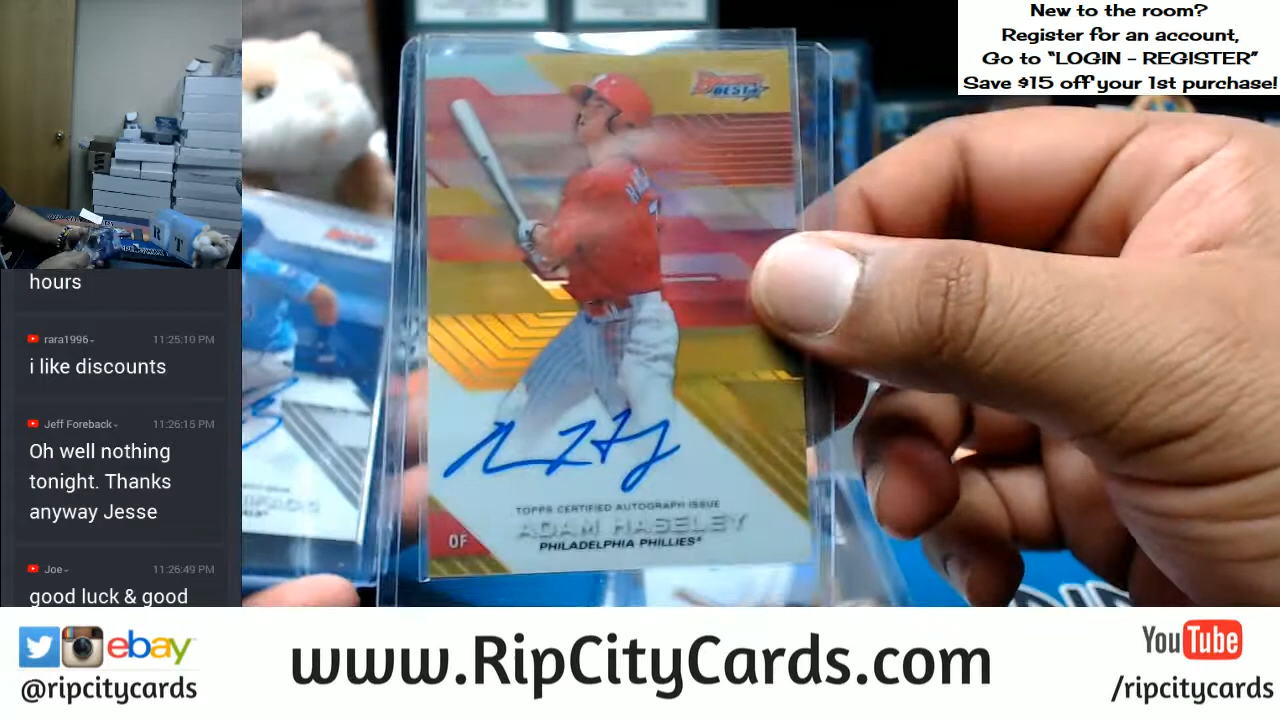 New to the room?
Register for an account,
Go to “LOGIN - REGISTER”
Save $15 off your 1st purchase!
Bowman's
BEST
hours
rara1996
11:25:10 PM
i like discounts
Jeff Foreback
11:26:15 PM
Oh well nothing
tonight. Thanks
anyway Jesse
Joe
11:26:49 PM
good luck & good
TOPPS CERTIFIED AUTOGRAPH ISSUE
ADAM HASELEY
OF
PHILADELPHIA PHILLIES
R T
ebay
@ripcitycards
www.RipCityCards.com
YouTube
/ripcitycards